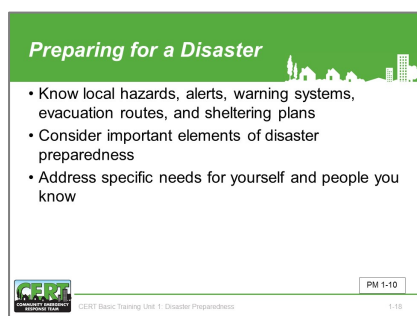 Preparing for a Disaster
• Know local hazards, alerts, warning systems,
evacuation routes, and sheltering plans
• Consider important elements of disaster
preparedness
• Address specific needs for yourself and people you
know
PM 1-10
CERT
COMMUNITY EMERGENCY
RESPONSE TEAM
CERT Basic Training Unit 1: Disaster Preparedness
1-18